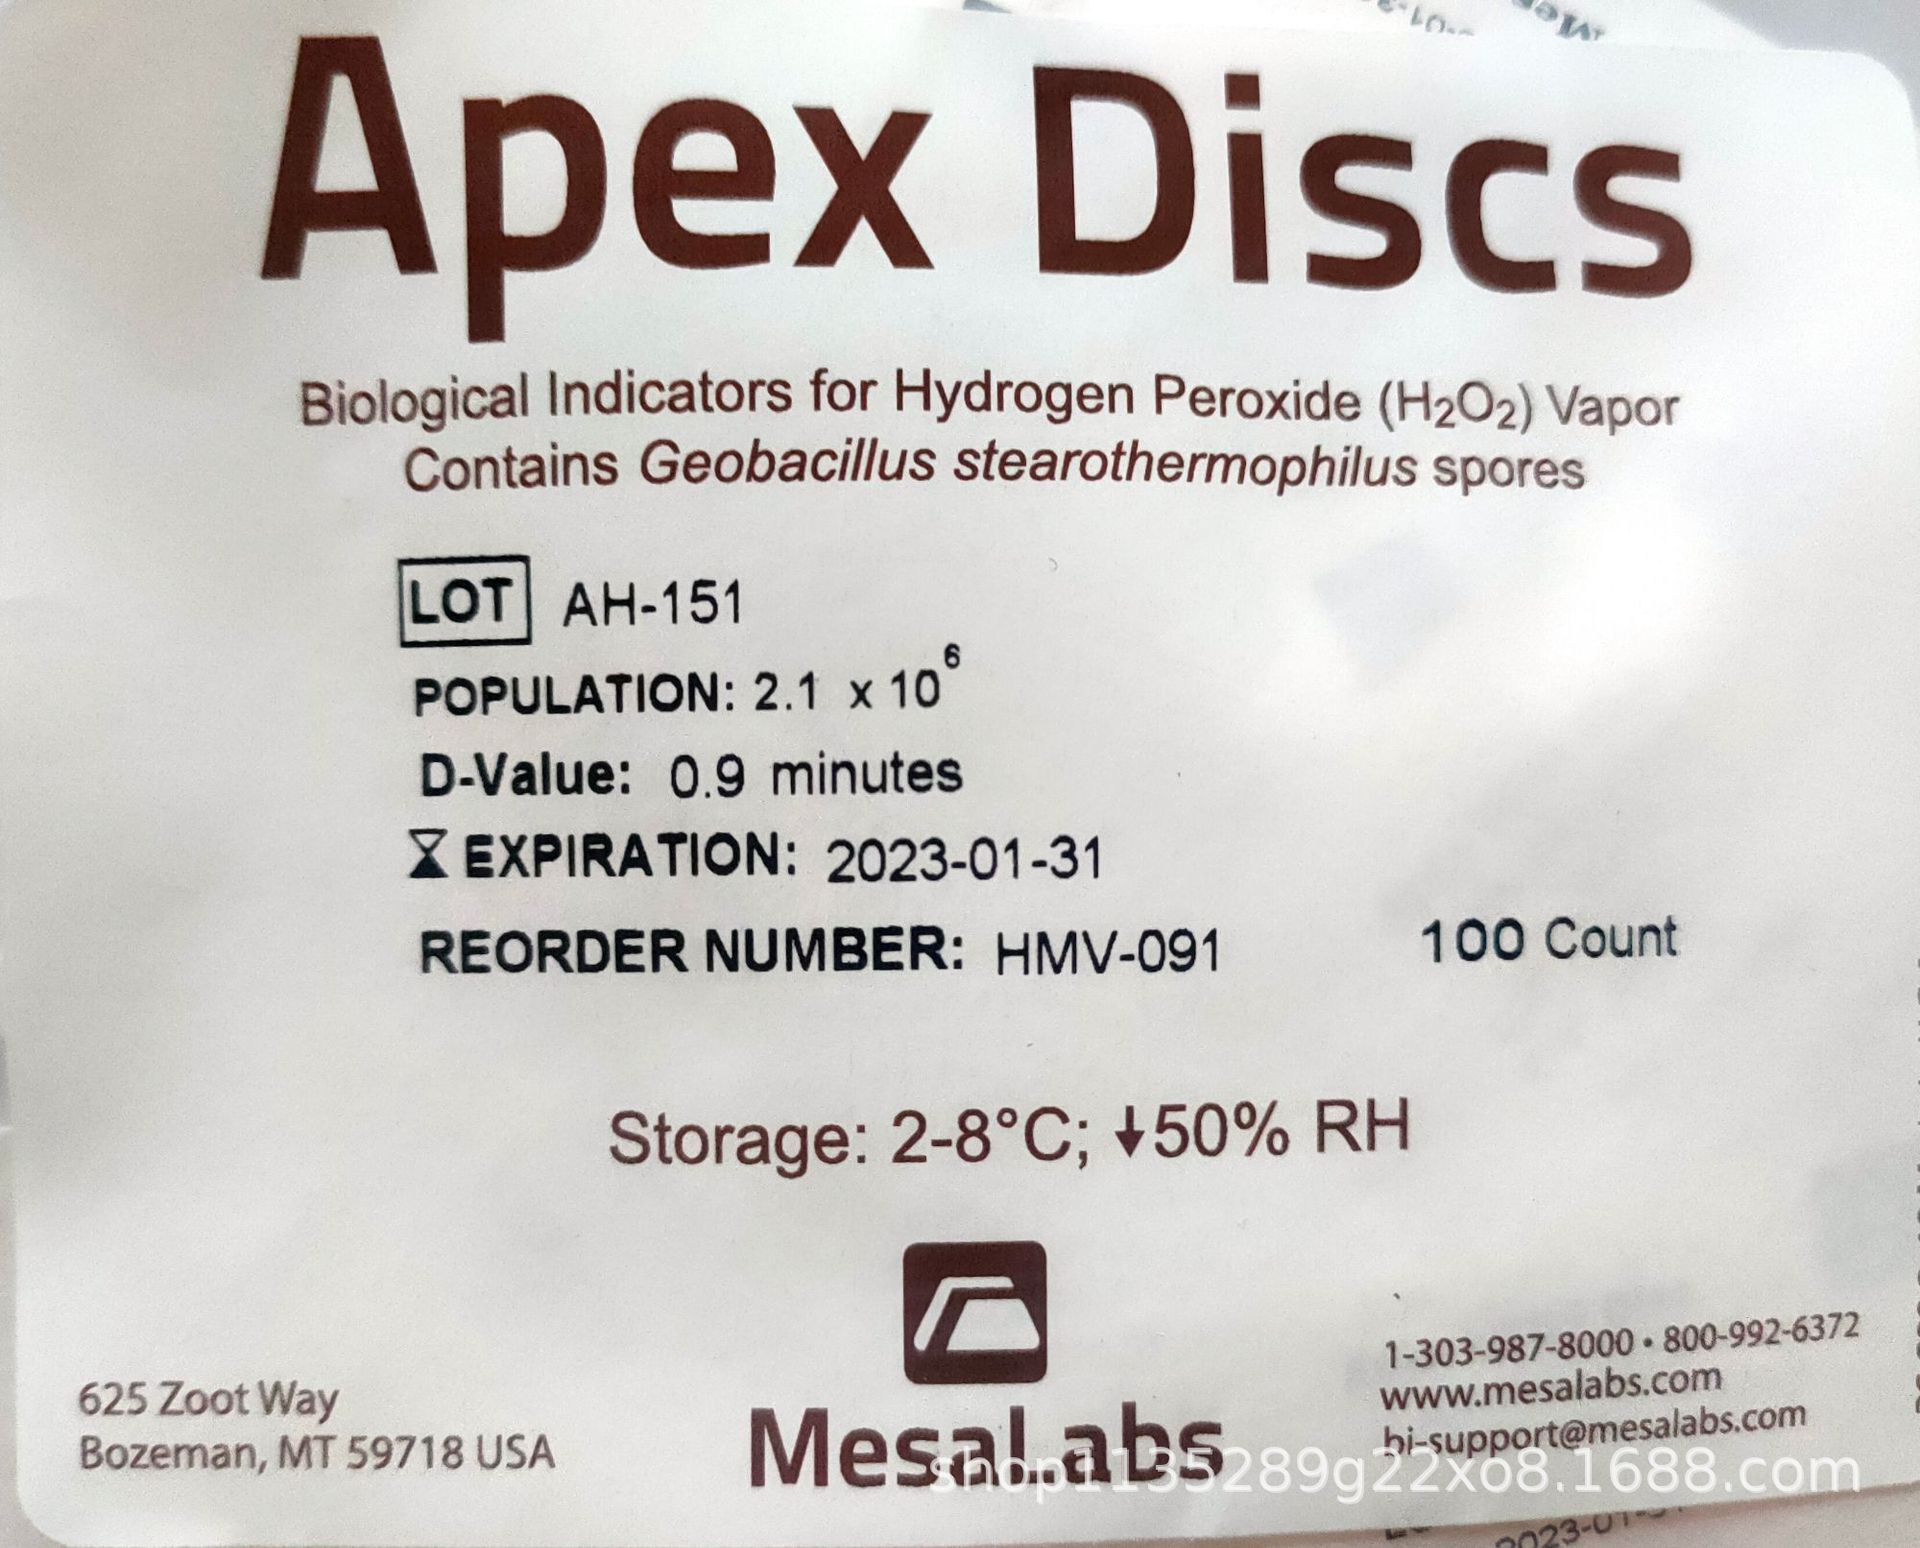 Apex Discs
Biological Indicators for Hydrogen Peroxide (H₂O₂) Vapor
Contains Geobacillus stearothermophilus spores
LOT AH-151
POPULATION: 2.1 x 10⁶
D-Value: 0.9 minutes
EXPIRATION: 2023-01-31
REORDER NUMBER: HMV-091 100 Count
Storage: 2-8°C; ↓50% RH
MesaLabs
625 Zoot Way
Bozeman, MT 59718 USA
1-303-987-8000 • 800-992-6372
www.mesalabs.com
bi-support@mesalabs.com
shop1135289g22xo8.1688.com